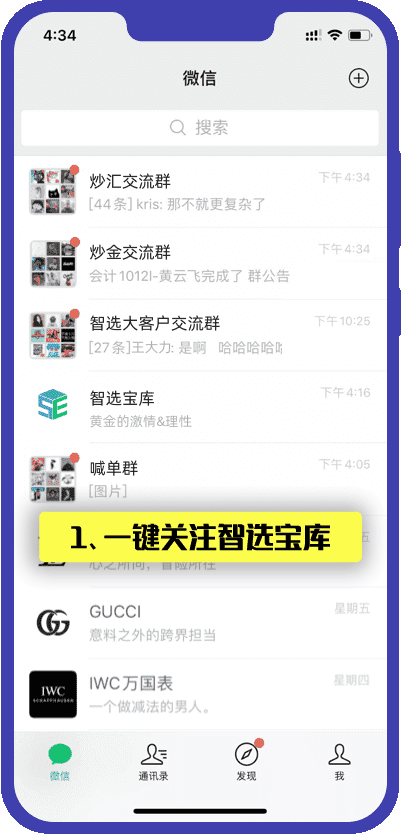 4:34
微信
搜索
炒汇交流群
下午4:34
[44条] kris: 那不就更复杂了
炒金交流群
下午4:34
会计1012I-黄云飞完成了 群公告
智选大客户交流群
下午10:25
[27条]王大力: 是啊 哈哈哈哈
智选宝库
下午4:16
黄金的激情&理性
喊单群
下午4:05
[图片]
1、一键关注智选宝库
心之所向，冒险所在
GUCCI
星期五
意料之外的跨界担当
IWC万国表
星期四
IWC
SCHAFFHAUSEN
一个做减法的男人。
微信
通讯录
发现
我